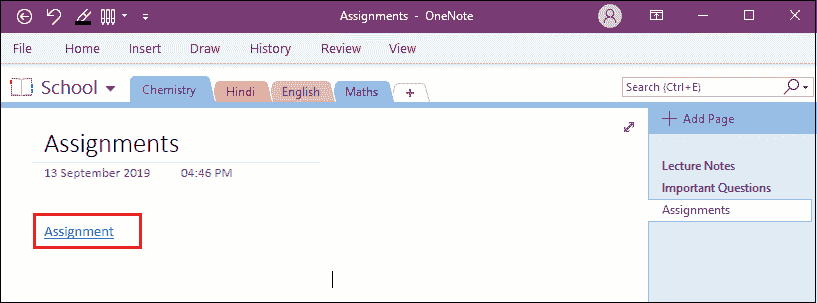 Assignments - OneNote
File Home Insert Draw History Review View
School Chemistry Hindi English Maths + Search (Ctrl+E)
Add Page
Assignments
13 September 2019 04:46 PM
Assignment
Lecture Notes
Important Questions
Assignments